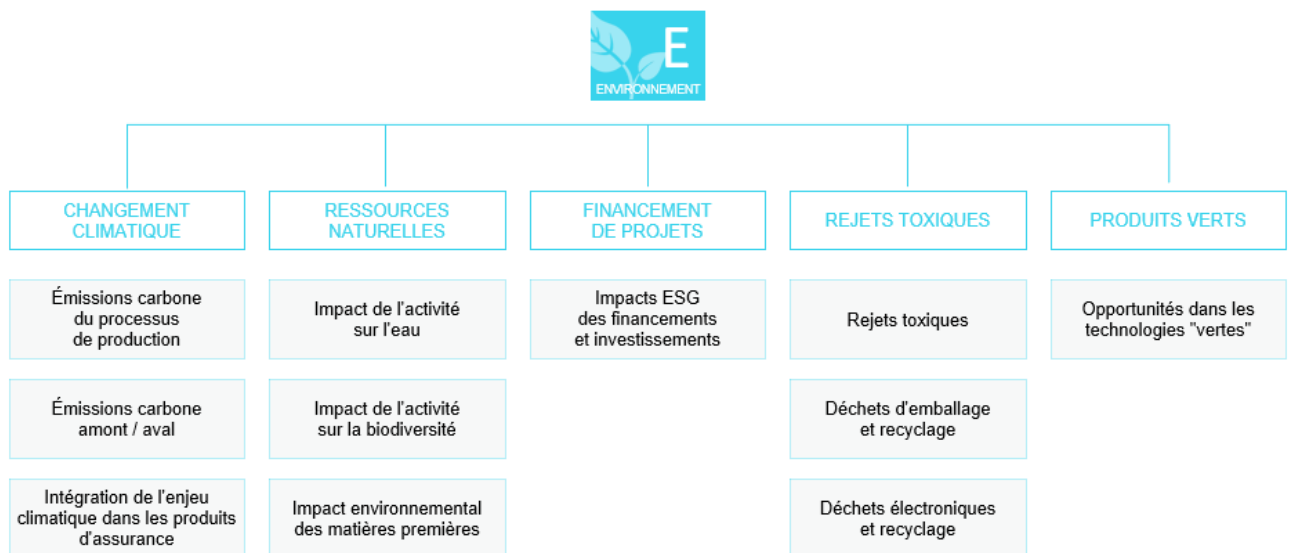 E
ENVIRONNEMENT
CHANGEMENT
CLIMATIQUE
RESSOURCES
NATURELLES
FINANCEMENT
DE PROJETS
REJETS TOXIQUES
PRODUITS VERTS
Émissions carbone
du processus
de production
Impact de l'activité
sur l'eau
Impacts ESG
des financements
et investissements
Rejets toxiques
Opportunités dans les
technologies "vertes"
Émissions carbone
amont / aval
Impact de l'activité
sur la biodiversité
Déchets d'emballage
et recyclage
Intégration de l'enjeu
climatique dans les produits
d'assurance
Impact environnemental
des matières premières
Déchets électroniques
et recyclage